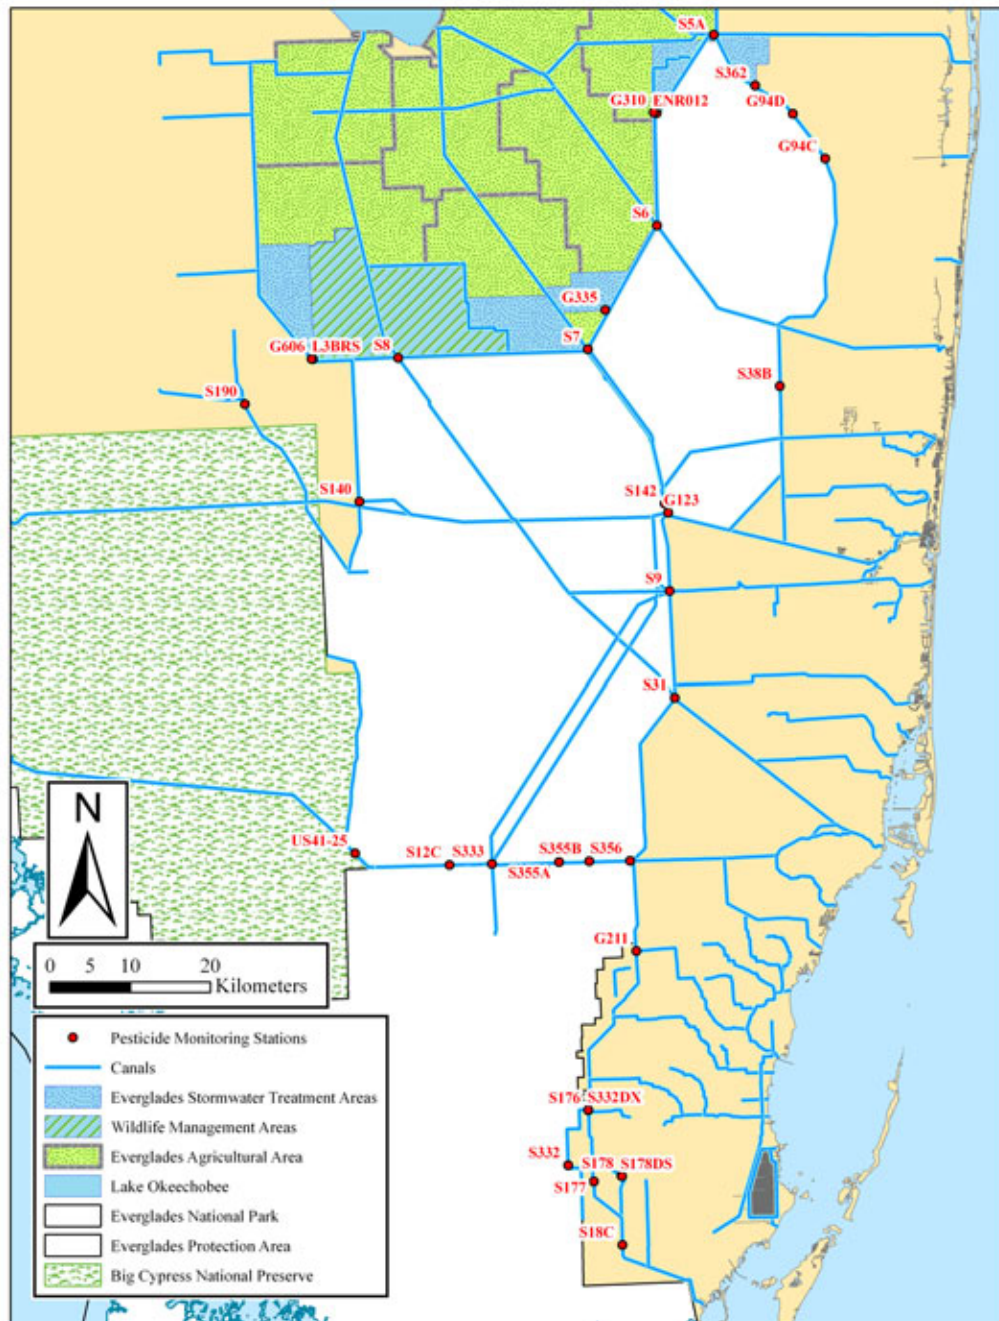 S5A
S362
G310 ENR012
G94D
G94C
S6
G335
S7
G606 L3BRS
S8
S190
S38B
S140
S142
G123
S9
S31
US41-25
S12C
S333
S355A
S355B
S356
G211
S176
S332DX
S332
S178
S178DS
S177
S18C
N
0 5 10 20
Kilometers
Pesticide Monitoring Stations
Canals
Everglades Stormwater Treatment Areas
Wildlife Management Areas
Everglades Agricultural Area
Lake Okeechobee
Everglades National Park
Everglades Protection Area
Big Cypress National Preserve